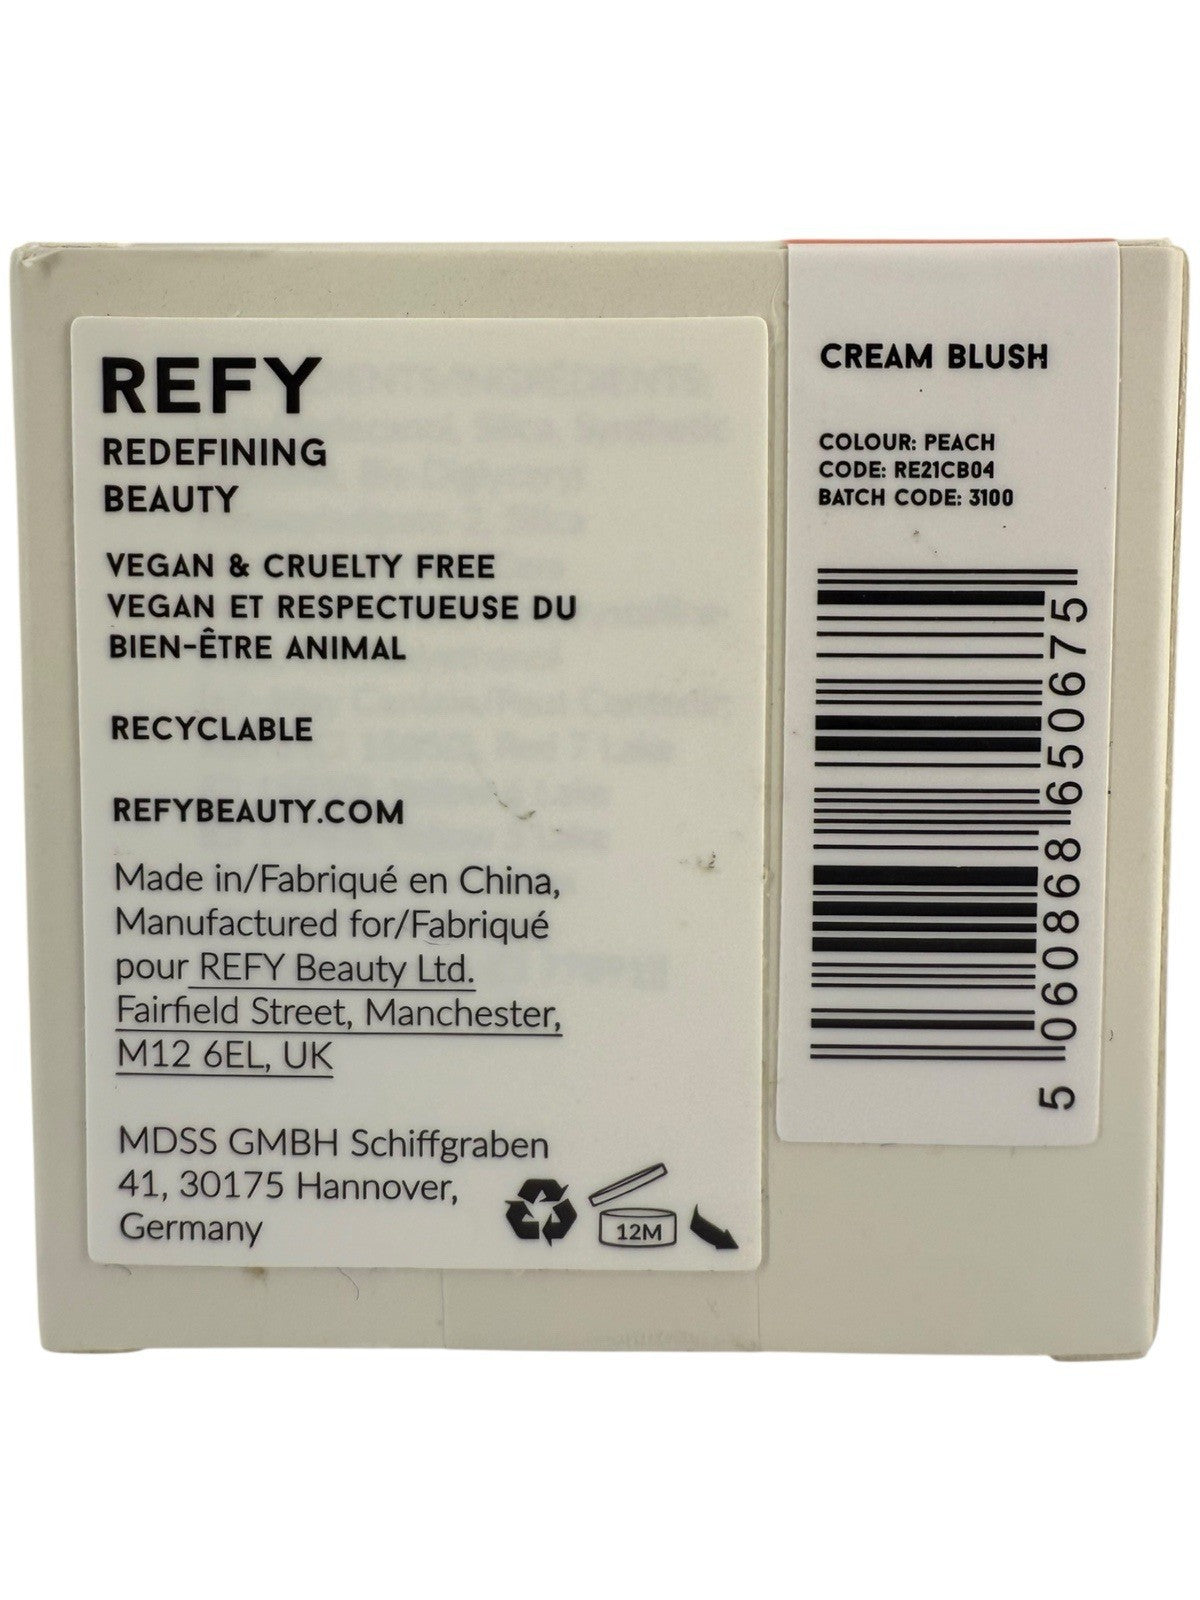 REFY
REDEFINING
BEAUTY
VEGAN & CRUELTY FREE
VEGAN ET RESPECTUEUSE DU
BIEN-ÊTRE ANIMAL
RECYCLABLE
REFYBEAUTY.COM
Made in/Fabriqué en China,
Manufactured for/Fabriqué
pour REFY Beauty Ltd.
Fairfield Street, Manchester,
M12 6EL, UK
MDSS GMBH Schiffgraben
41, 30175 Hannover,
Germany
12M
CREAM BLUSH
COLOUR: PEACH
CODE: RE21CB04
BATCH CODE: 3100
5 060868 650675